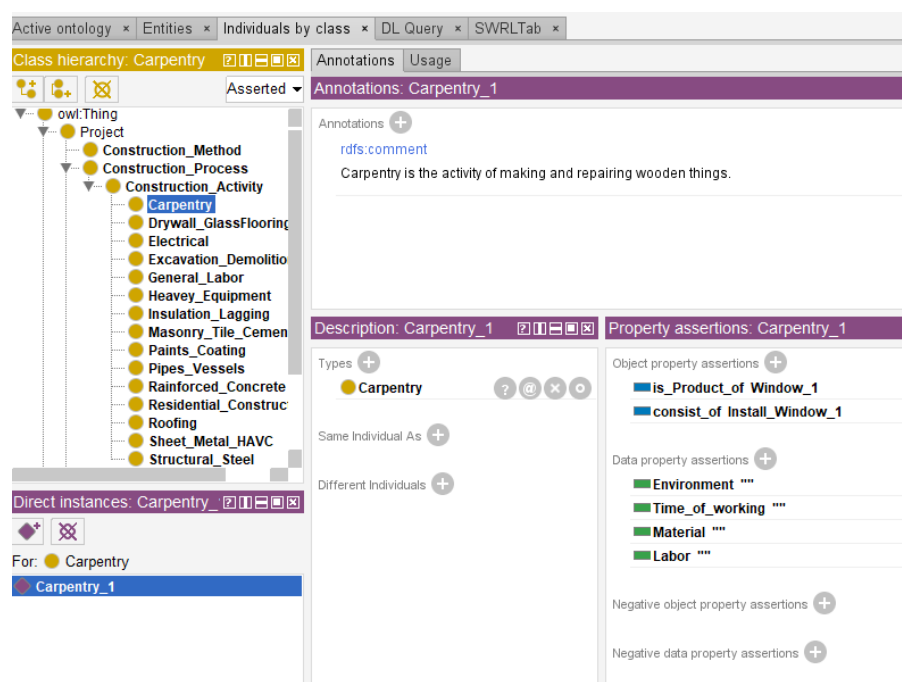 Active ontology × Entities × Individuals by class × DL Query × SWRLTab ×
Class hierarchy: Carpentry
Asserted
owl:Thing
Project
Construction_Method
Construction_Process
Construction_Activity
Carpentry
Drywall_GlassFlooring
Electrical
Excavation_Demolitio
General_Labor
Heavey_Equipment
Insulation_Lagging
Masonry_Tile_Cemen
Paints_Coating
Pipes_Vessels
Rainforced_Concrete
Residential_Construc
Roofing
Sheet_Metal_HAVC
Structural_Steel
Direct instances: Carpentry_
For: Carpentry
Carpentry_1
Annotations Usage
Annotations: Carpentry_1
Annotations
rdfs:comment
Carpentry is the activity of making and repairing wooden things.
Description: Carpentry_1
Types
Carpentry
Same Individual As
Different Individuals
Property assertions: Carpentry_1
Object property assertions
is_Product_of Window_1
consist_of Install_Window_1
Data property assertions
Environment ""
Time_of_working ""
Material ""
Labor ""
Negative object property assertions
Negative data property assertions